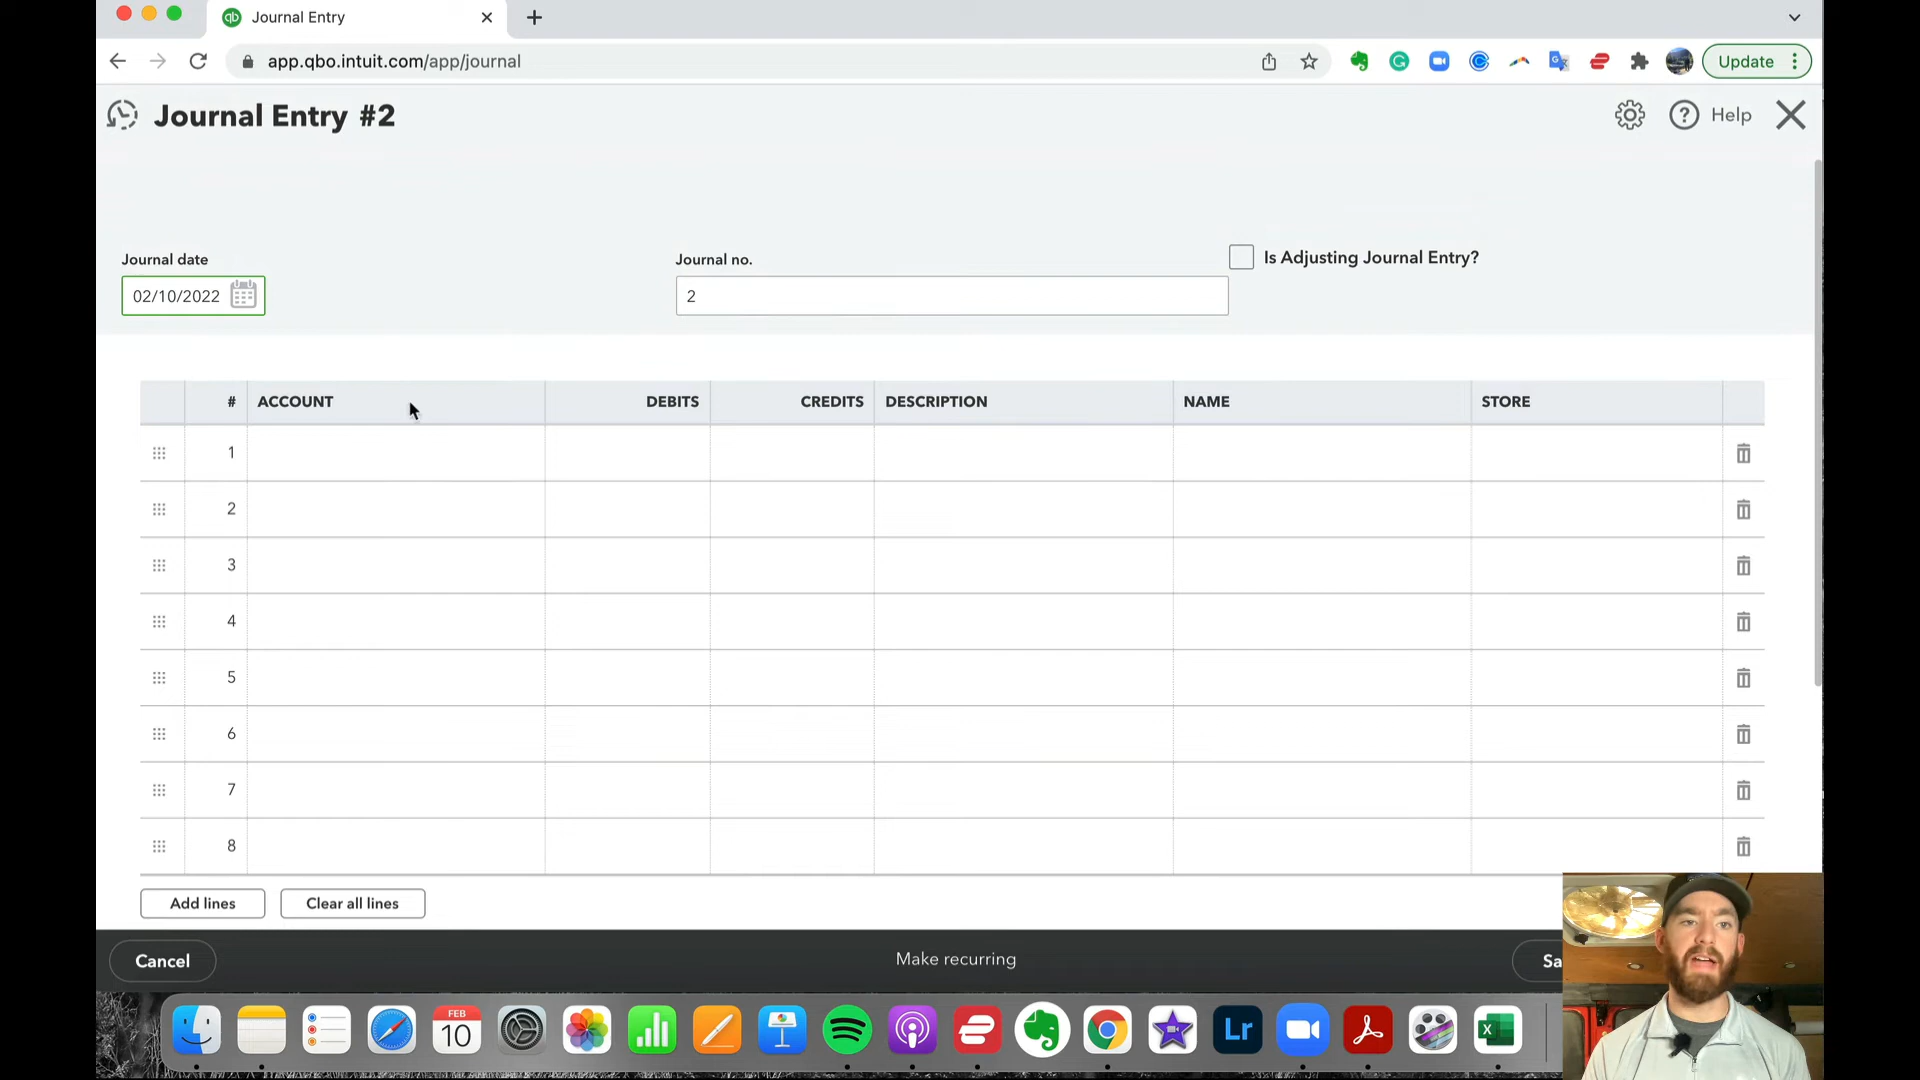 qb Journal Entry
app.qbo.intuit.com/app/journal
Update
Journal Entry #2
? Help
Journal date
Journal no.
Is Adjusting Journal Entry?
02/10/2022
2
# ACCOUNT DEBITS CREDITS DESCRIPTION NAME STORE
1
2
3
4
5
6
7
8
Add lines Clear all lines
Cancel Make recurring Sa
FEB
10
Lr
X